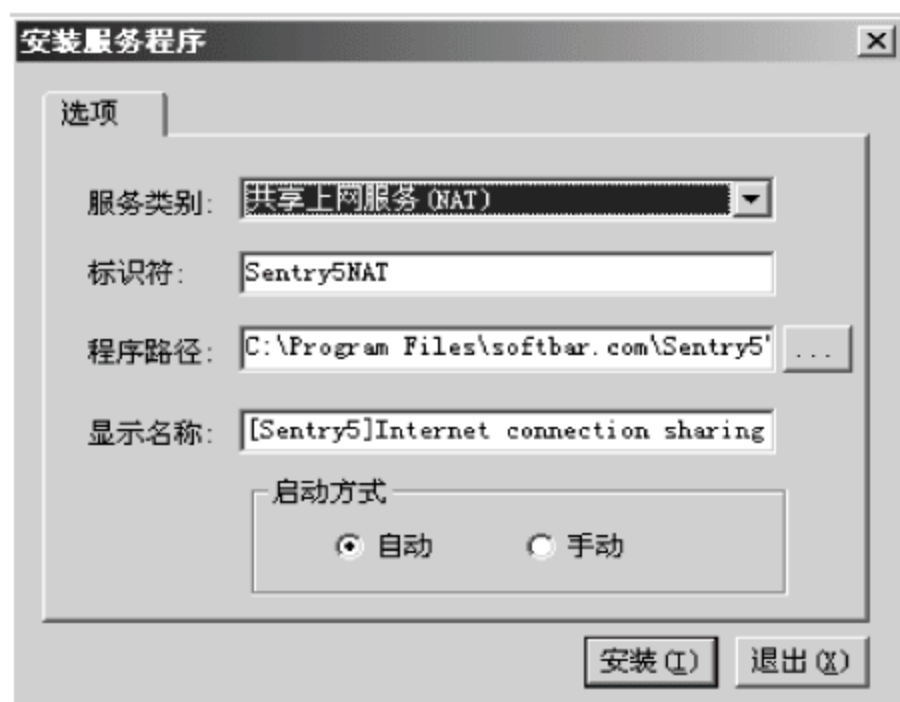 安装服务程序
选项
服务类别: 共享上网服务(NAT)
标识符: Sentry5NAT
程序路径: C:\Program Files\softbar.com\Sentry5 ...
显示名称: [Sentry5]Internet connection sharing
启动方式
自动 手动
安装(I) 退出(X)